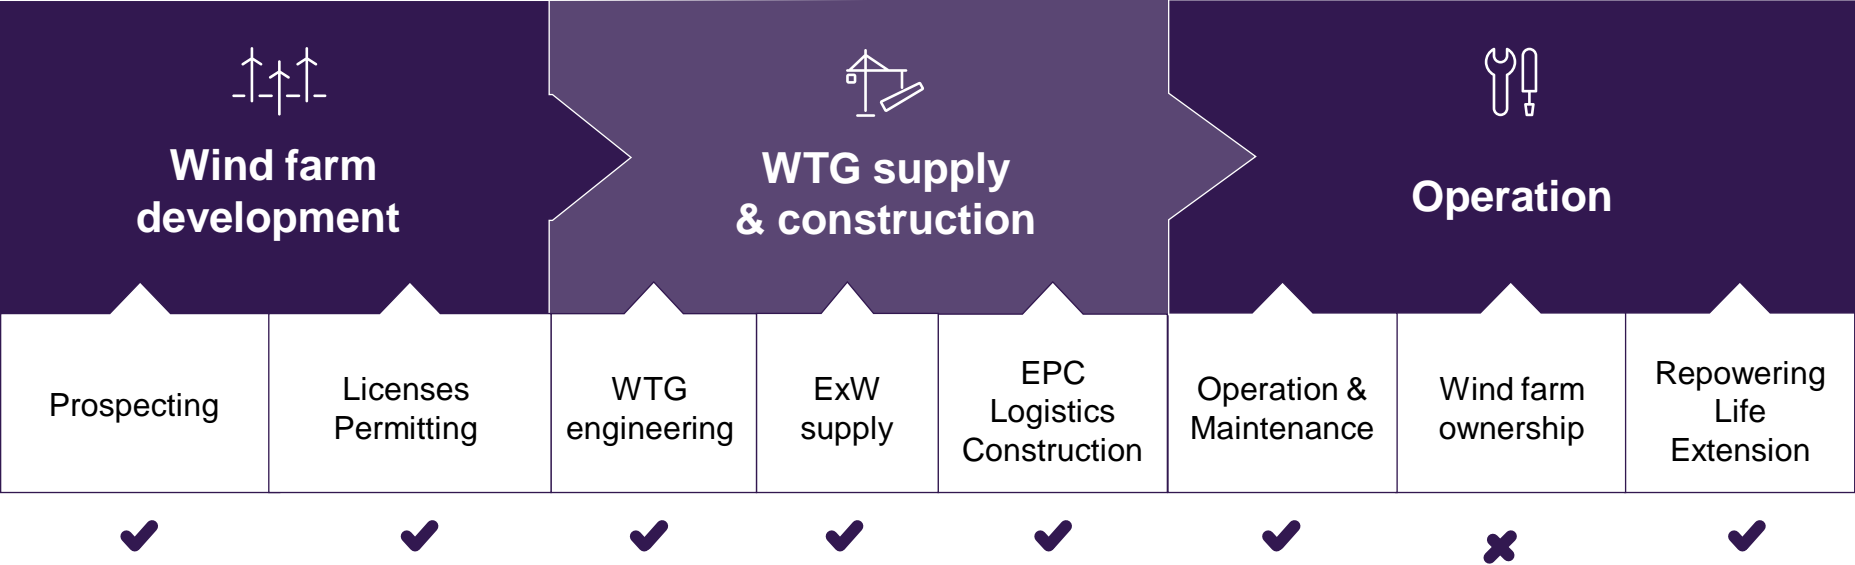 Wind farm
development
WTG supply
& construction
Operation
Prospecting
Licenses
Permitting
WTG
engineering
ExW
supply
EPC
Logistics
Construction
Operation &
Maintenance
Wind farm
ownership
Repowering
Life
Extension